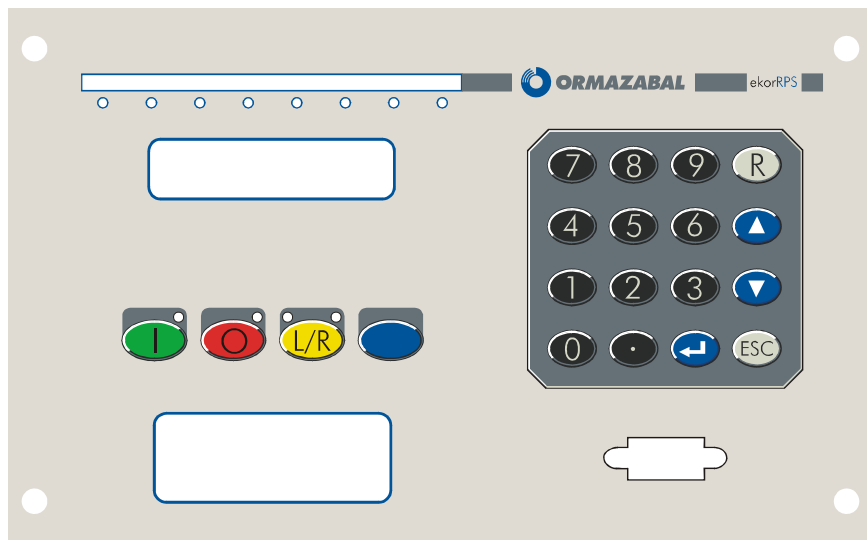 ORMAZABAL ekorRPS
7 8 9 R
4 5 6
1 2 3
I O L/R
0 . ESC